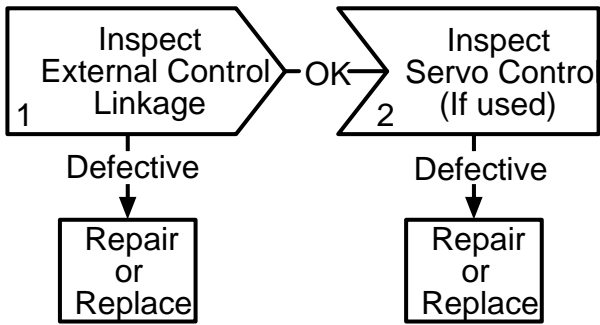 Inspect
External Control
Linkage
1
OK
Inspect
Servo Control
(If used)
2
Defective
Defective
Repair
or
Replace
Repair
or
Replace